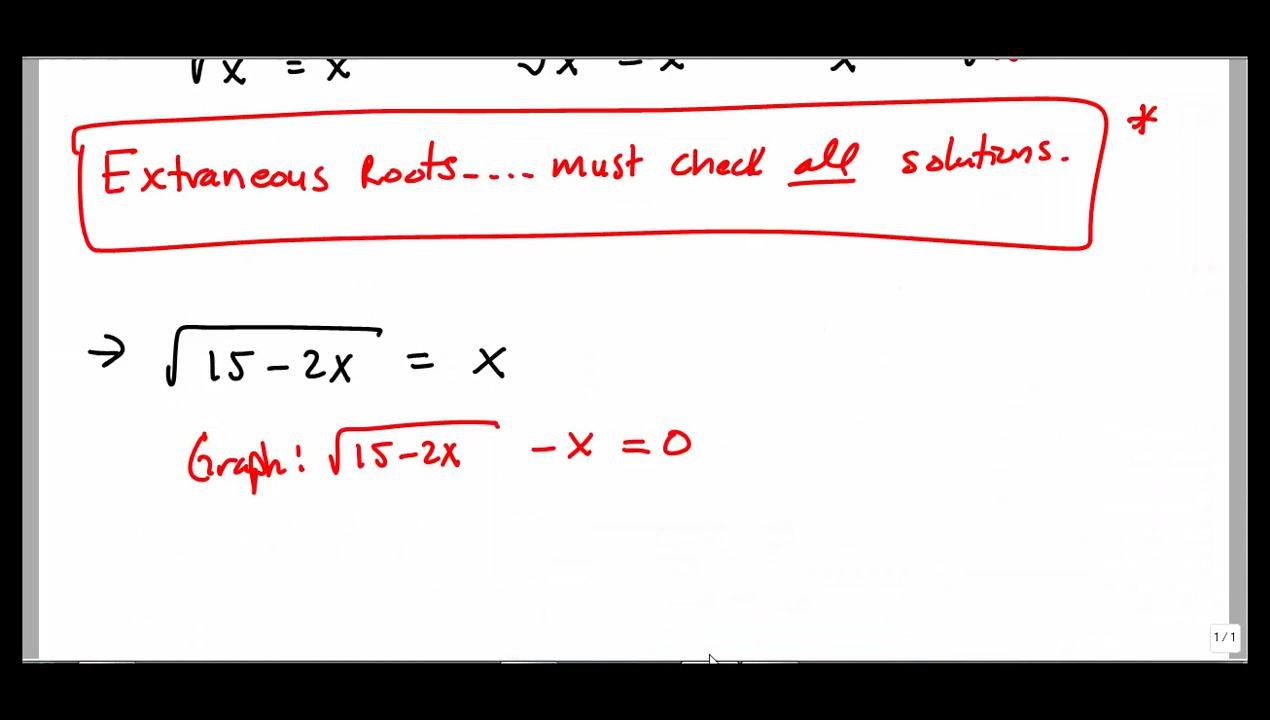 √x = x √x - x x
*
Extraneous Roots.... must check all solutions.
→ √15-2x = x
Graph: √15-2x - x = 0
1 / 1